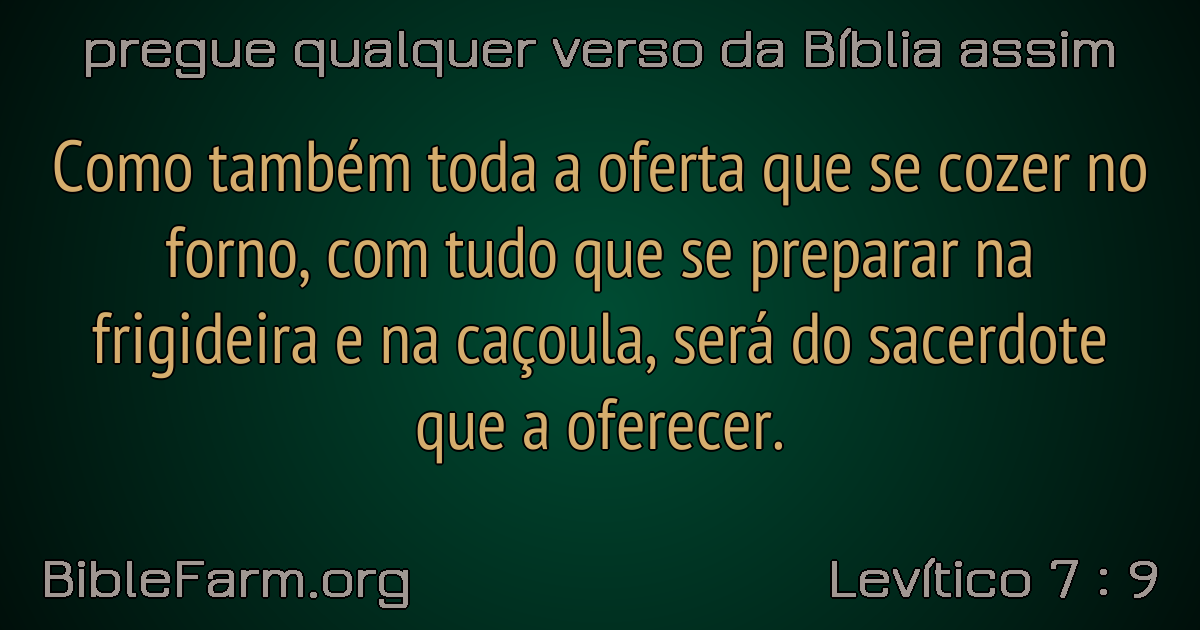 pregue qualquer verso da Bíblia assim
Como também toda a oferta que se cozer no
forno, com tudo que se preparar na
frigideira e na caçoula, será do sacerdote
que a oferecer.
BibleFarm.org
Levítico 7 : 9